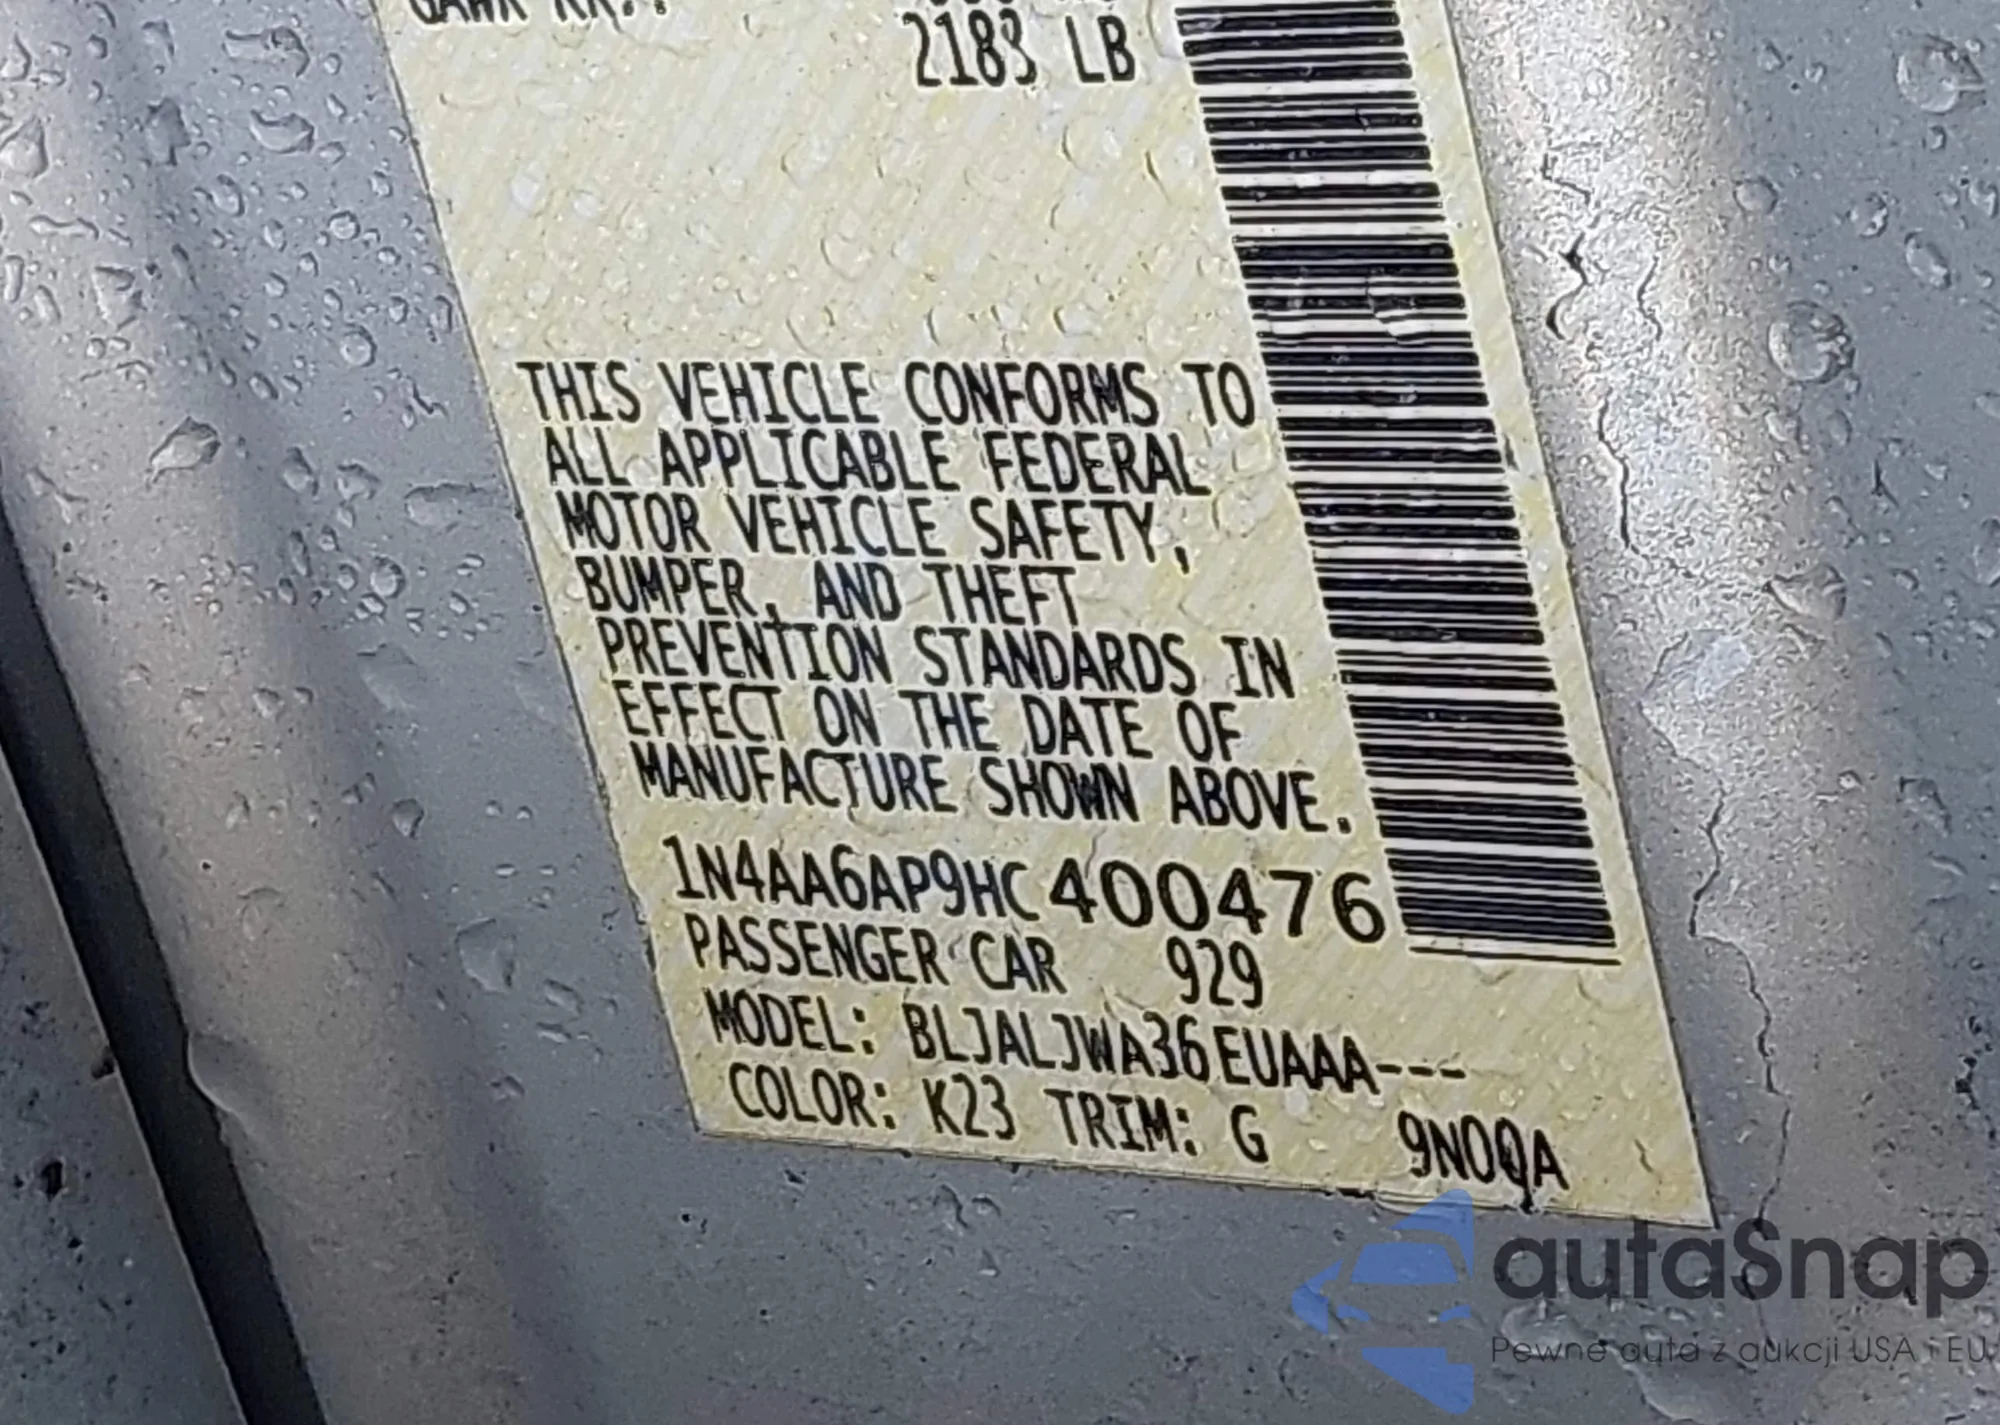 2183 LB
THIS VEHICLE CONFORMS TO
ALL APPLICABLE FEDERAL
MOTOR VEHICLE SAFETY,
BUMPER, AND THEFT
PREVENTION STANDARDS IN
EFFECT ON THE DATE OF
MANUFACTURE SHOWN ABOVE.
1N4AA6AP9HC400476
PASSENGER CAR 929
MODEL: BLJALJWA36EUAAA---
COLOR: K23 TRIM: G 9N0QA
autaSnap
Pewne auta z aukcji USA i EU